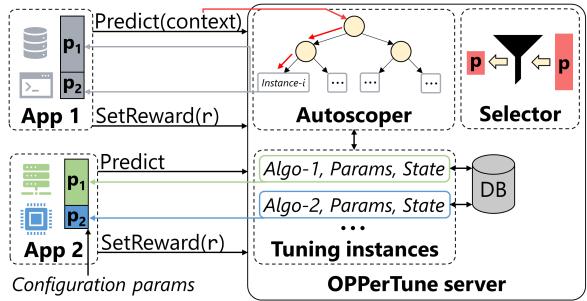 Predict(context)
p1
p2
App 1
SetReward(r)
Instance-i
...
...
...
Autoscoper
p
p
Selector
Predict
p1
p2
App 2
SetReward(r)
Configuration params
Algo-1, Params, State
Algo-2, Params, State
...
Tuning instances
DB
OPPerTune server